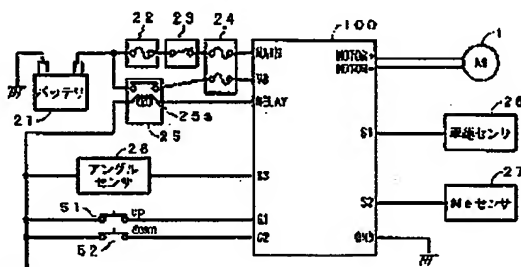 22
23
24
100
1
MAIN
VB
RELAY
MOTOR+
MOTOR-
M
バッテリ
21
25a
25
S1
車速センサ
26
アングル
センサ
S3
S2
Neセンサ
27
51
UP
G1
52
down
G2
GND